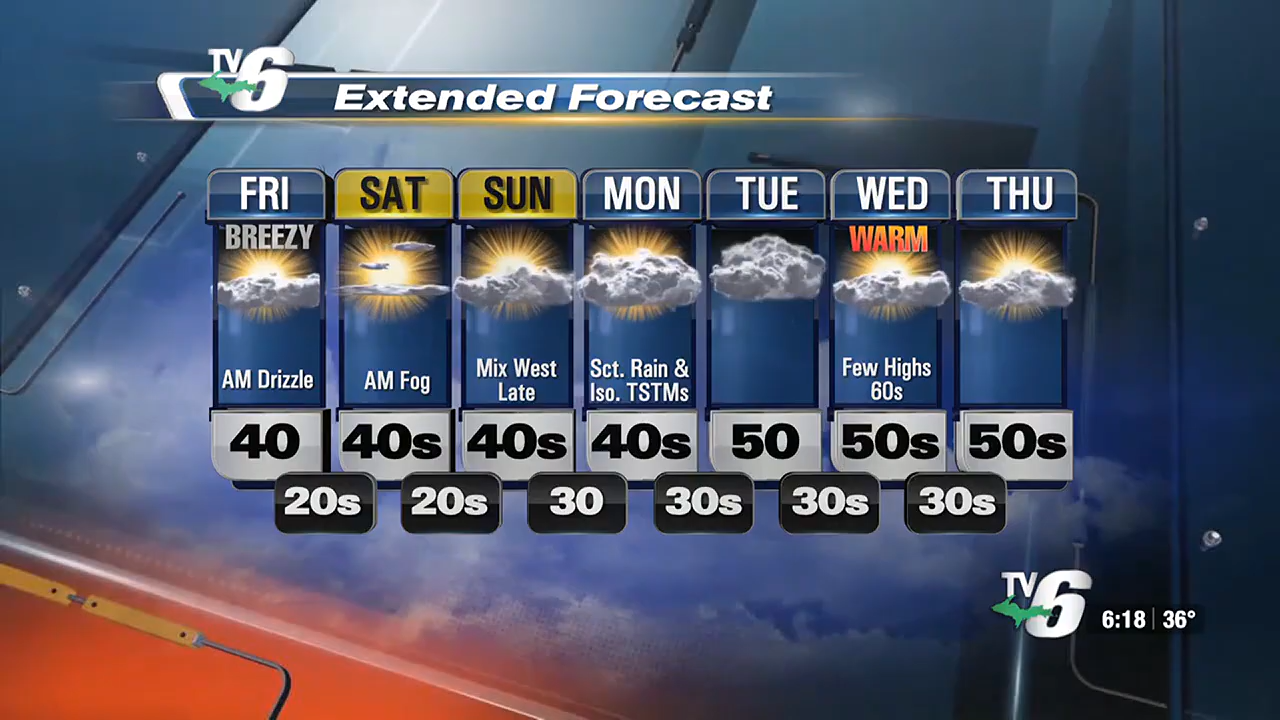 TV6
Extended Forecast
FRI SAT SUN MON TUE WED THU
BREEZY WARM
AM Drizzle
AM Fog
Mix West
Late
Sct. Rain &
Iso. TSTMs
Few Highs
60s
40 40s 40s 40s 50 50s 50s
20s 20s 30 30s 30s 30s
TV6
6:18 36°